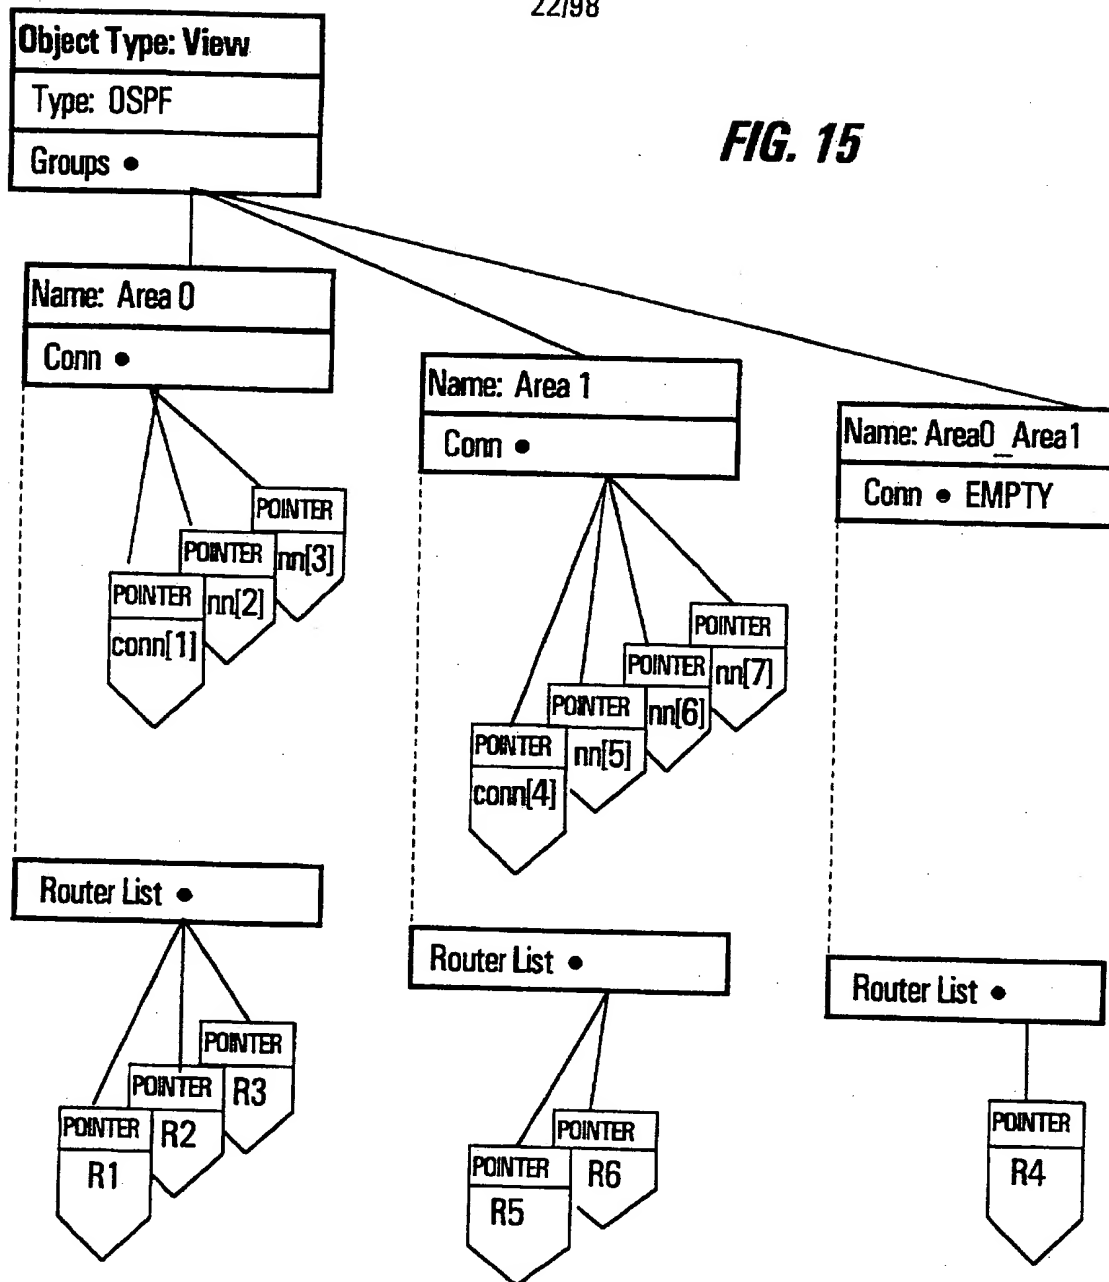 22/98
Object Type: View
Type: OSPF
Groups •
FIG. 15
Name: Area 0
Conn •
Name: Area 1
Conn •
Name: Area0_Area1
Conn • EMPTY
POINTER
nn[3]
POINTER
nn[2]
POINTER
conn[1]
POINTER
nn[7]
POINTER
nn[6]
POINTER
nn[5]
POINTER
conn[4]
Router List •
Router List •
Router List •
POINTER
R3
POINTER
R2
POINTER
R1
POINTER
R6
POINTER
R5
POINTER
R4